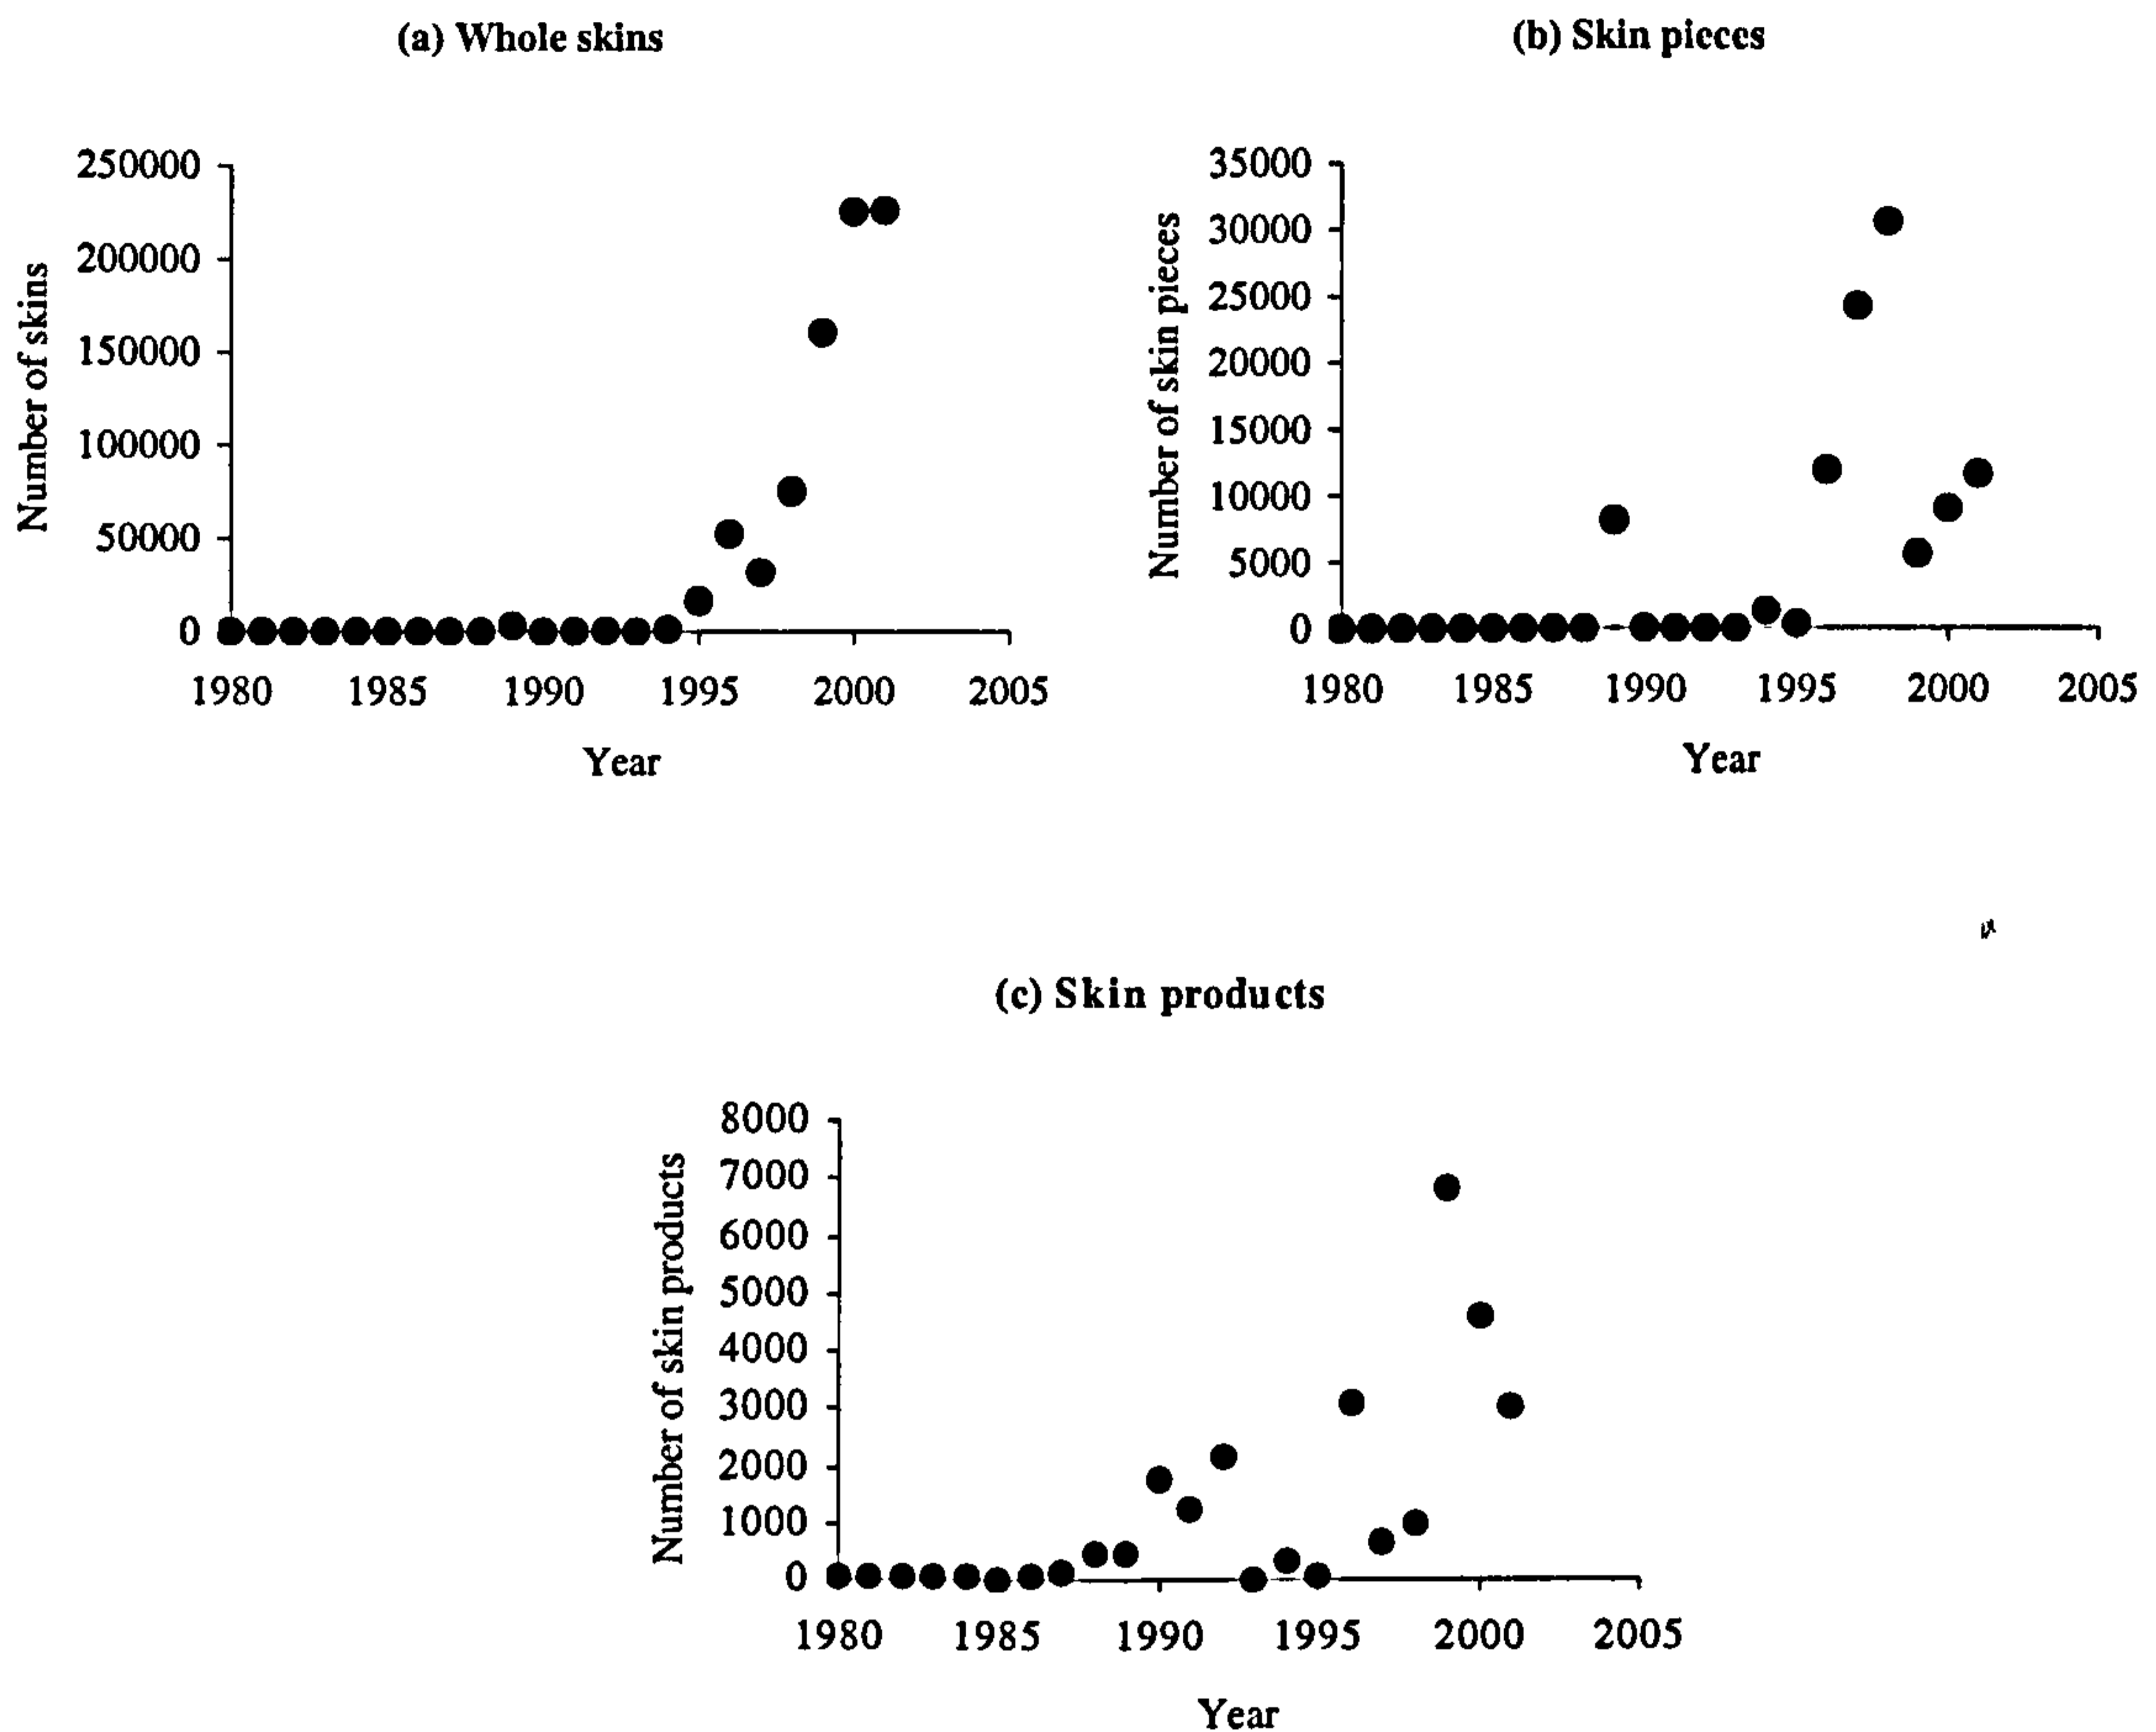 (a) Whole skins
250000
200000
150000
100000
50000
0
Number of skins
1980 1985 1990 1995 2000 2005
Year
(b) Skin pieces
35000
30000
25000
20000
15000
10000
5000
0
Number of skin pieces
1980 1985 1990 1995 2000 2005
Year
(c) Skin products
8000
7000
6000
5000
4000
3000
2000
1000
0
Number of skin products
1980 1985 1990 1995 2000 2005
Year